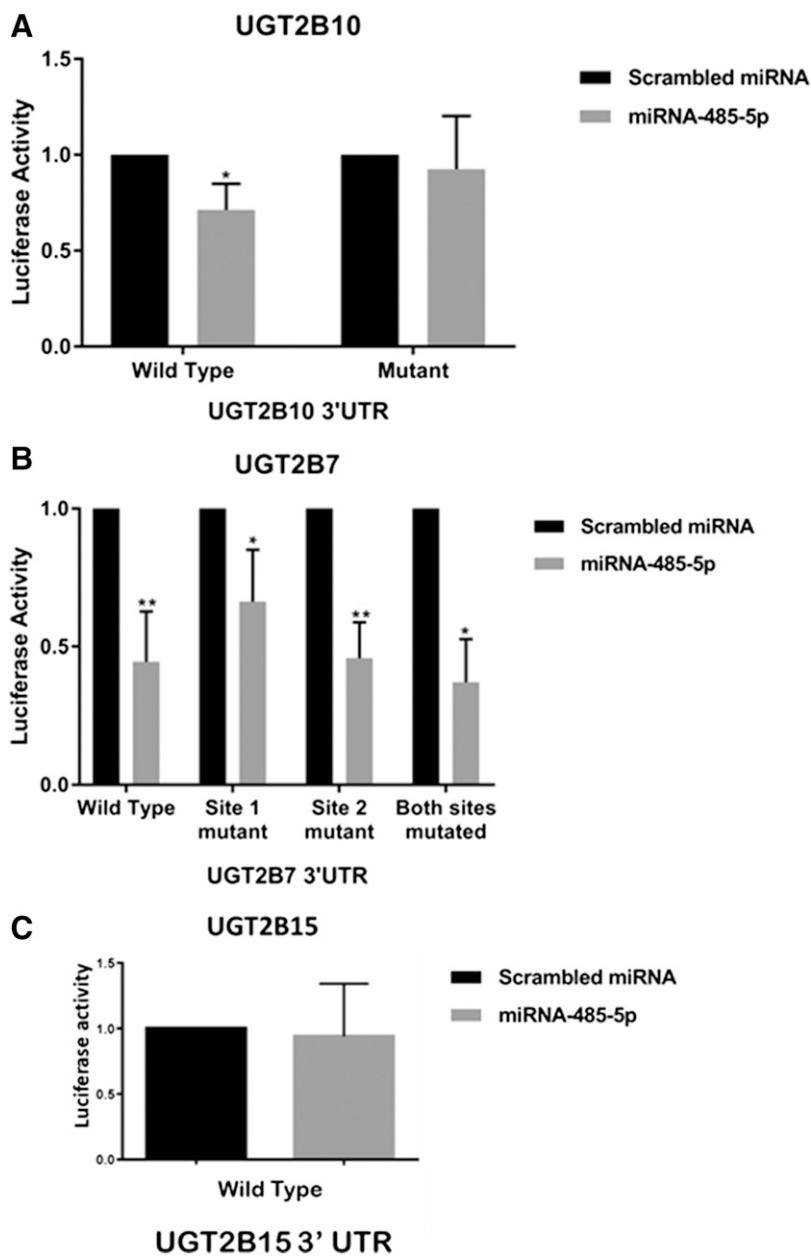 A
UGT2B10
1.5
1.0
0.5
0.0
Luciferase Activity
*
Scrambled miRNA
miRNA-485-5p
Wild Type
Mutant
UGT2B10 3'UTR
B
UGT2B7
1.0
0.5
0.0
Luciferase Activity
**
*
**
*
Scrambled miRNA
miRNA-485-5p
Wild Type
Site 1
mutant
Site 2
mutant
Both sites
mutated
UGT2B7 3'UTR
C
UGT2B15
1.5
1.0
0.5
0.0
Luciferase activity
Scrambled miRNA
miRNA-485-5p
Wild Type
UGT2B15 3’ UTR